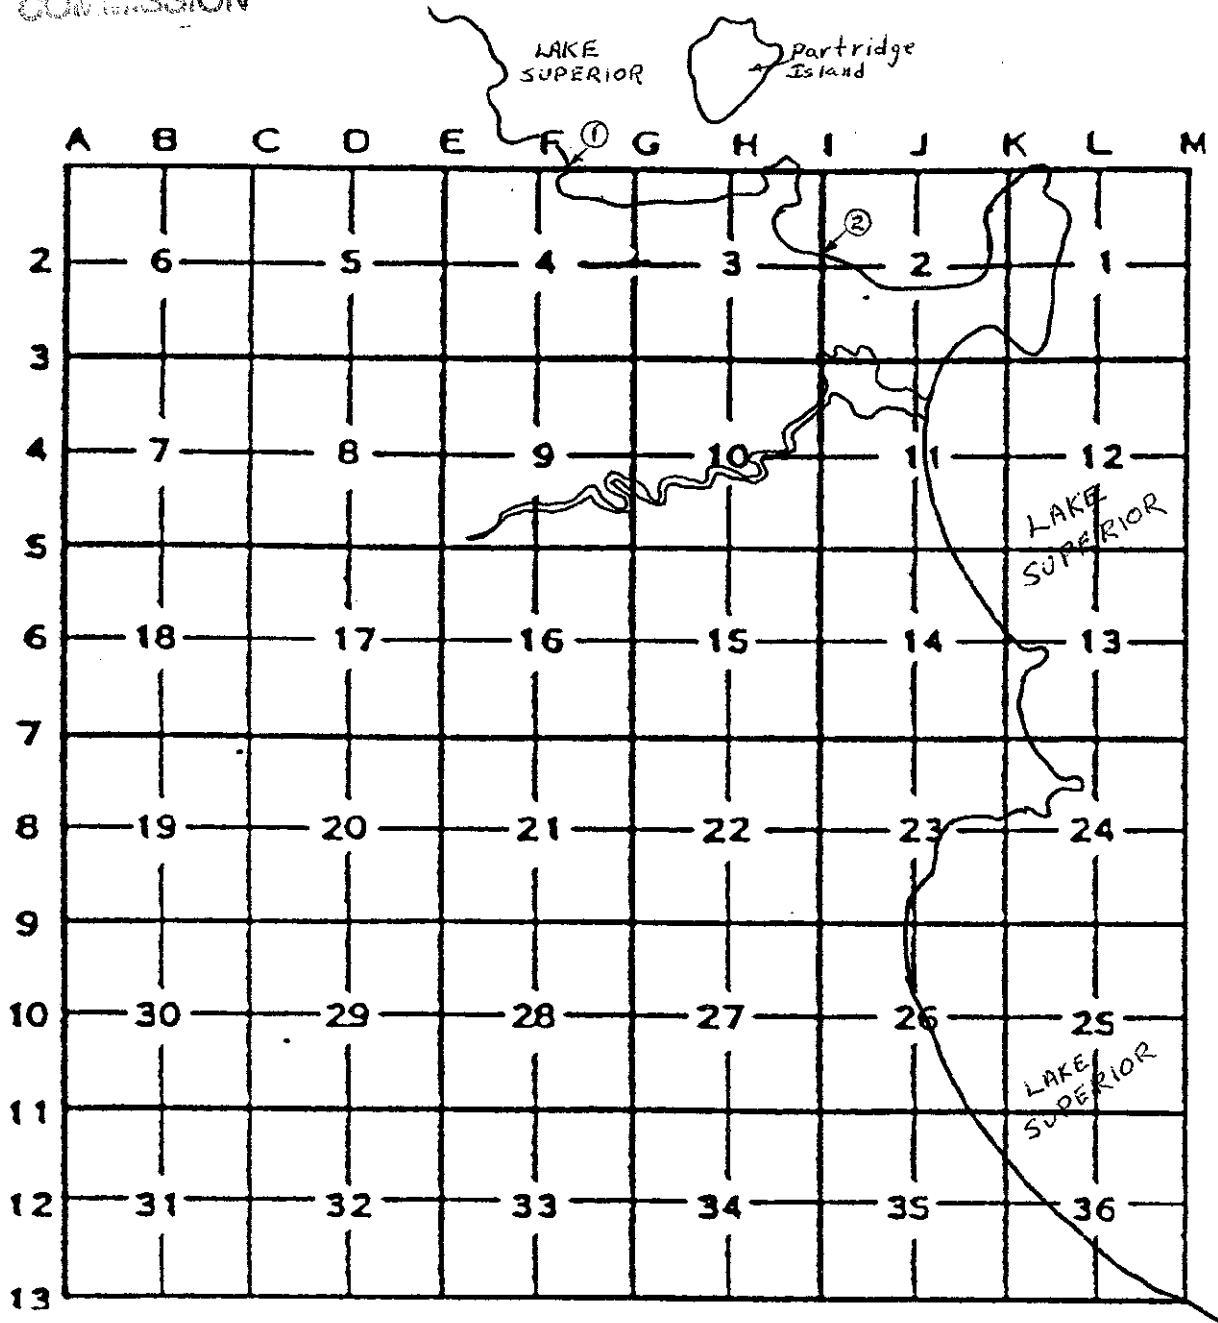 COMMISSION
LAKE
SUPERIOR
Partridge
Island
①
A B C D E F G H I J K L M
②
2 6 5 4 3 2 1
3
4 7 8 9 10 11 12
LAKE
SUPERIOR
5
6 18 17 16 15 14 13
7
8 19 20 21 22 23 24
9
10 30 29 28 27 26 25
LAKE
SUPERIOR
11
12 31 32 33 34 35 36
13